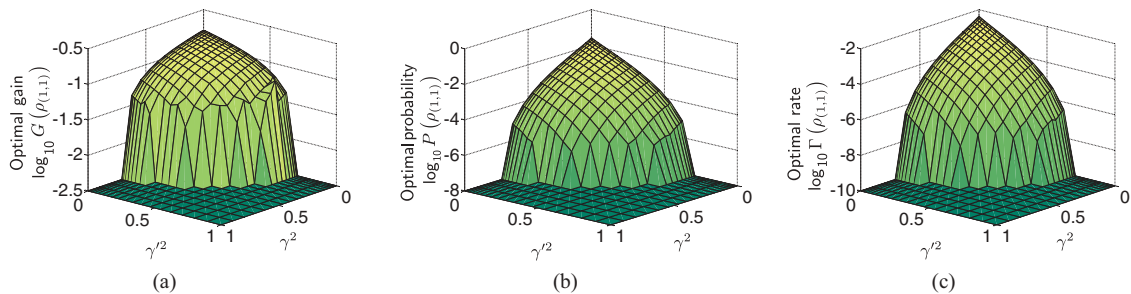 Optimal gain
log₁₀ G (ρ₍₁,₁₎)
-0.5
-1
-1.5
-2
-2.5
0
0.5
1
1
0.5
0
γ′²
γ²
(a)
Optimal probability
log₁₀ P (ρ₍₁,₁₎)
0
-2
-4
-6
-8
0
0.5
1
1
0.5
0
γ′²
γ²
(b)
Optimal rate
log₁₀ Γ (ρ₍₁,₁₎)
-2
-4
-6
-8
-10
0
0.5
1
1
0.5
0
γ′²
γ²
(c)